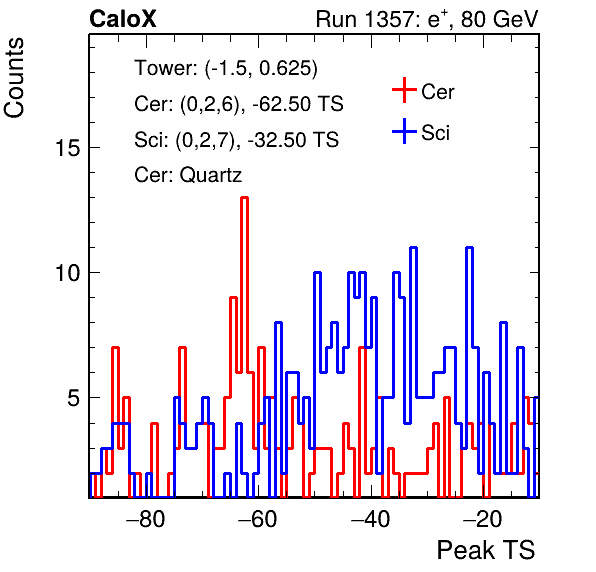 CaloX Run 1357: e⁺, 80 GeV
Counts
Tower: (-1.5, 0.625)
Cer: (0,2,6), -62.50 TS
Sci: (0,2,7), -32.50 TS
Cer: Quartz
Cer
Sci
15
10
5
−80 −60 −40 −20
Peak TS